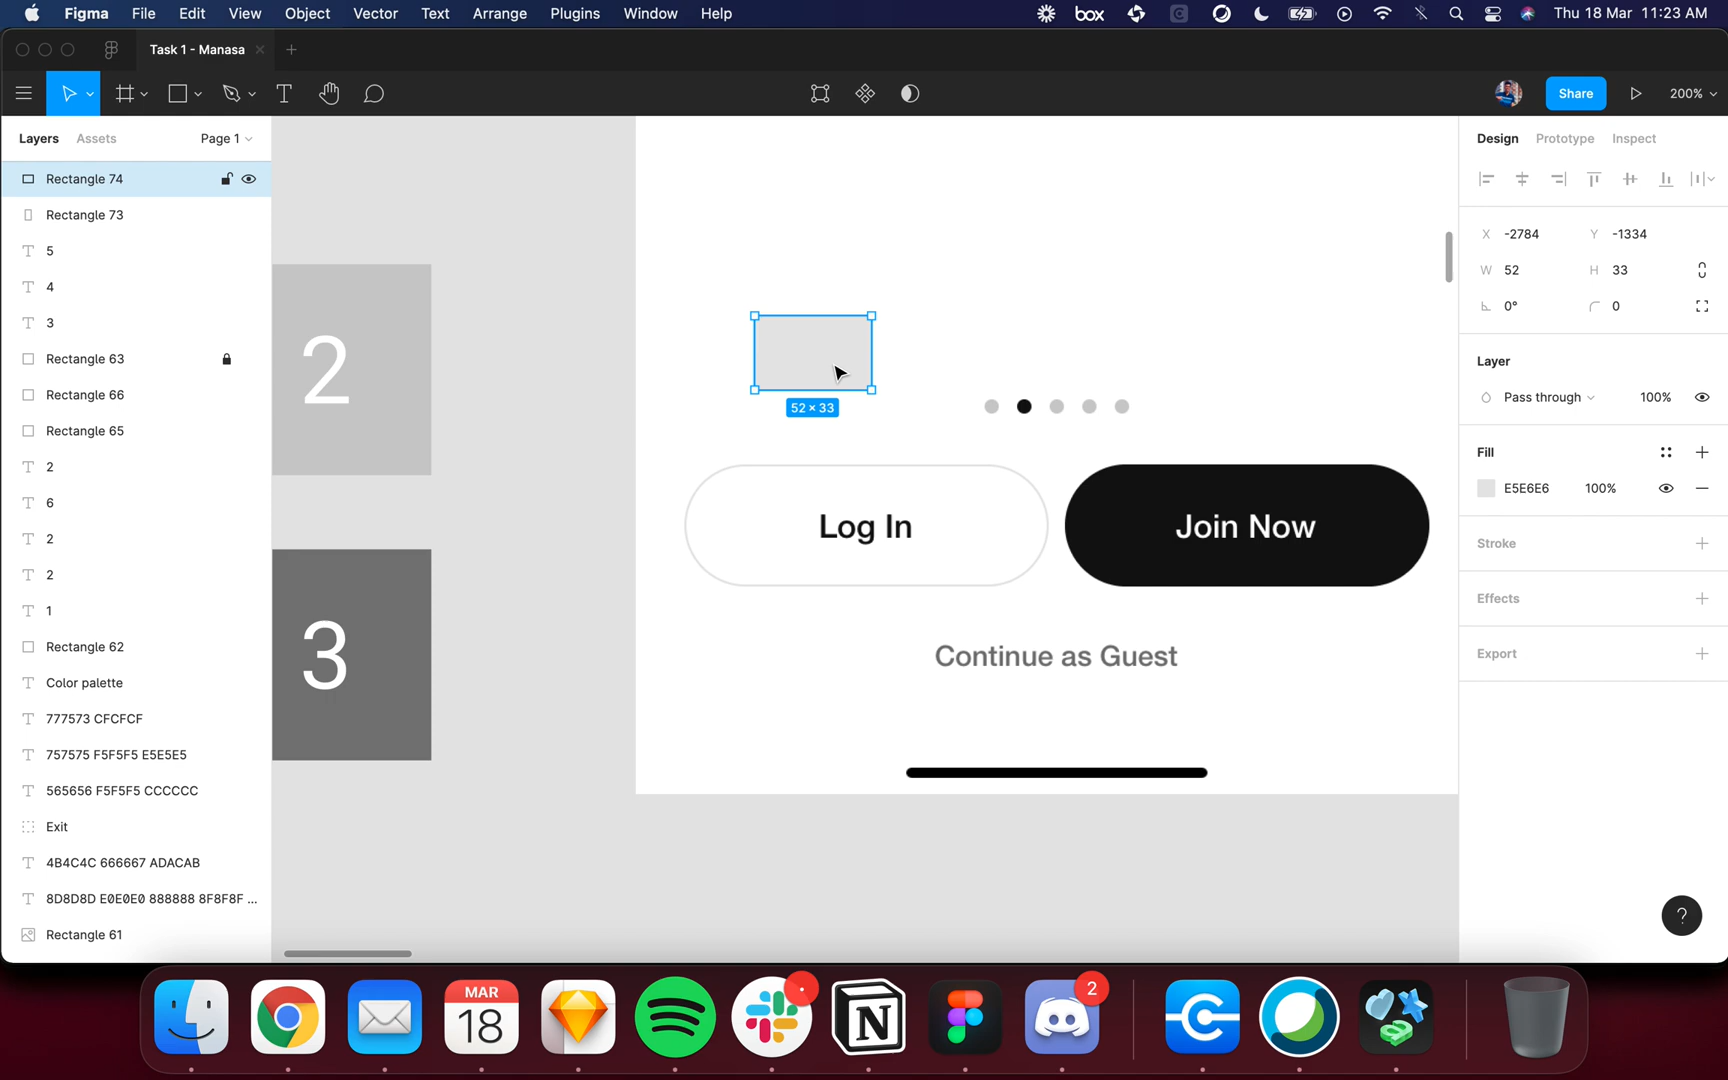 Figma File Edit View Object Vector Text Arrange Plugins Window Help box Thu 18 Mar 11:23 AM
Task 1 - Manasa
Share 200%
Layers Assets Page 1
Rectangle 74
Rectangle 73
5
4
3
Rectangle 63
Rectangle 66
Rectangle 65
2
6
2
2
1
Rectangle 62
Color palette
777573 CFCFCF
757575 F5F5F5 E5E5E5
565656 F5F5F5 CCCCCC
Exit
4B4C4C 666667 ADACAB
8D8D8D E0E0E0 888888 8F8F8F ...
Rectangle 61
2
3
52 × 33
Log In
Join Now
Continue as Guest
Design Prototype Inspect
X -2784 Y -1334
W 52 H 33
0° 0
Layer
Pass through 100%
Fill
E5E6E6 100%
Stroke
Effects
Export
?
MAR
18
2